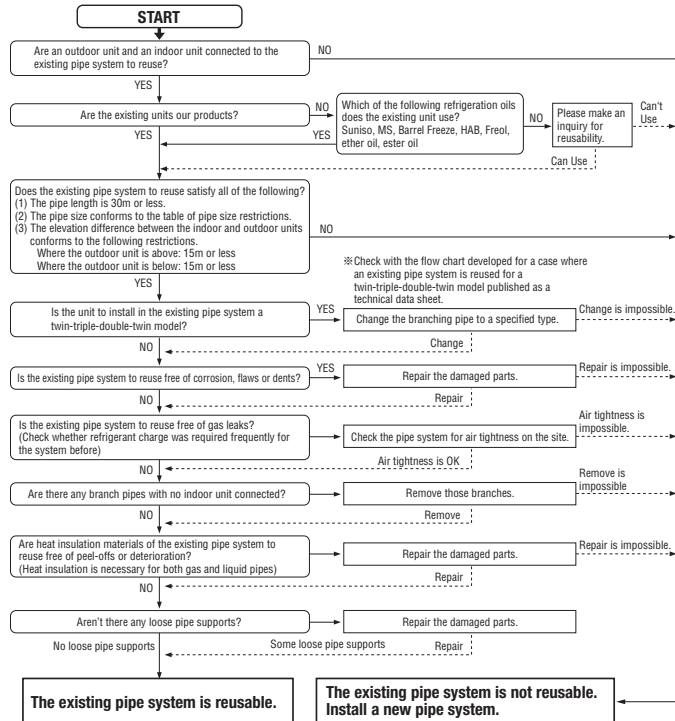 START
Are an outdoor unit and an indoor unit connected to the
existing pipe system to reuse?
NO
YES
Are the existing units our products?
NO
YES
Which of the following refrigeration oils
does the existing unit use?
Suniso, MS, Barrel Freeze, HAB, Freol,
ether oil, ester oil
NO
YES
Please make an
inquiry for
reusability.
Can't
Use
Can Use
Does the existing pipe system to reuse satisfy all of the following?
(1) The pipe length is 30m or less.
(2) The pipe size conforms to the table of pipe size restrictions.
(3) The elevation difference between the indoor and outdoor units
conforms to the following restrictions.
Where the outdoor unit is above: 15m or less
Where the outdoor unit is below: 15m or less
NO
YES
※Check with the flow chart developed for a case where
an existing pipe system is reused for a
twin-triple-double-twin model published as a
technical data sheet.
Is the unit to install in the existing pipe system a
twin-triple-double-twin model?
YES
Change the branching pipe to a specified type.
Change is impossible.
NO
Change
Is the existing pipe system to reuse free of corrosion, flaws or dents?
YES
Repair the damaged parts.
Repair is impossible.
NO
Repair
Is the existing pipe system to reuse free of gas leaks?
(Check whether refrigerant charge was required frequently for
the system before)
Check the pipe system for air tightness on the site.
Air tightness is
impossible.
NO
Air tightness is OK
Are there any branch pipes with no indoor unit connected?
Remove those branches.
Remove is
impossible
NO
Remove
Are heat insulation materials of the existing pipe system to
reuse free of peel-offs or deterioration?
(Heat insulation is necessary for both gas and liquid pipes)
Repair the damaged parts.
Repair is impossible.
NO
Repair
Aren't there any loose pipe supports?
Repair the damaged parts.
No loose pipe supports
Some loose pipe supports
Repair
The existing pipe system is reusable.
The existing pipe system is not reusable.
Install a new pipe system.